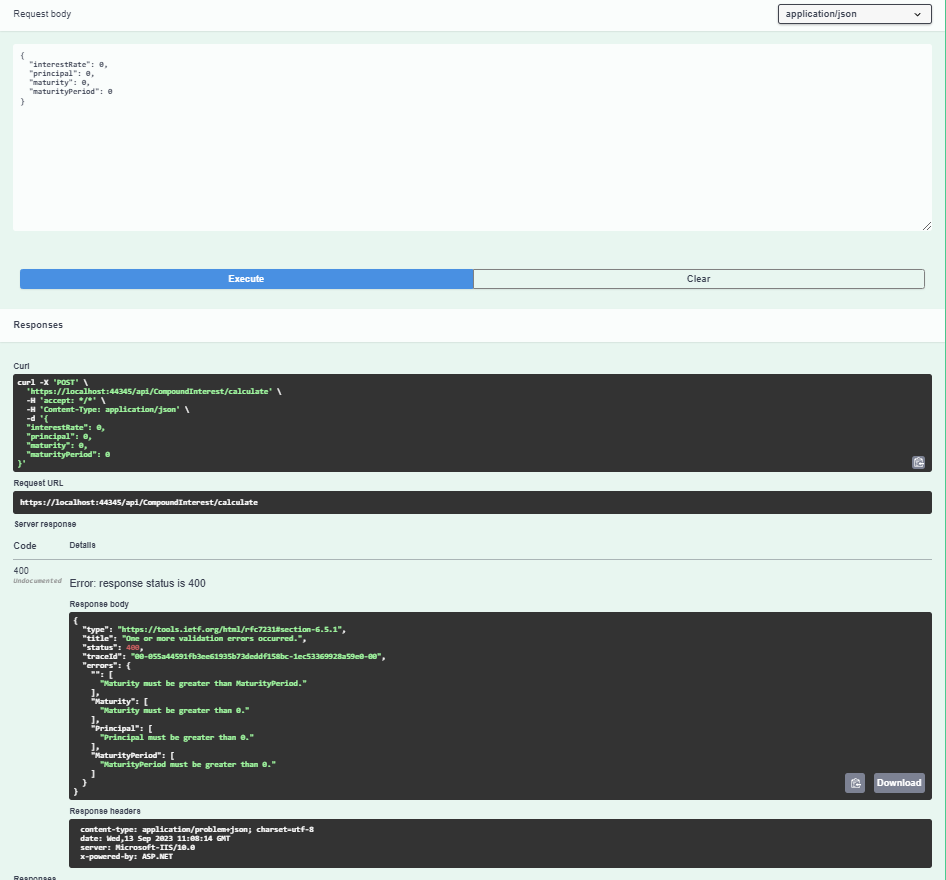 Request body
application/json
{
  "interestRate": 0,
  "principal": 0,
  "maturity": 0,
  "maturityPeriod": 0
}
Execute
Clear
Responses
Curl
curl -X 'POST' \
  'https://localhost:44345/api/CompoundInterest/calculate' \
  -H 'accept: */*' \
  -H 'Content-Type: application/json' \
  -d '{
  "interestRate": 0,
  "principal": 0,
  "maturity": 0,
  "maturityPeriod": 0
}'
Request URL
https://localhost:44345/api/CompoundInterest/calculate
Server response
Code
Details
400
Undocumented
Error: response status is 400
Response body
{
  "type": "https://tools.ietf.org/html/rfc7231#section-6.5.1",
  "title": "One or more validation errors occurred.",
  "status": 400,
  "traceId": "00-055a44591fb3ee61935b73deddf158bc-1ec53369928a59e0-00",
  "errors": {
    "": [
      "Maturity must be greater than MaturityPeriod."
    ],
    "Maturity": [
      "Maturity must be greater than 0."
    ],
    "Principal": [
      "Principal must be greater than 0."
    ],
    "MaturityPeriod": [
      "MaturityPeriod must be greater than 0."
    ]
  }
}
Download
Response headers
content-type: application/problem+json; charset=utf-8
date: Wed,13 Sep 2023 11:08:14 GMT
server: Microsoft-IIS/10.0
x-powered-by: ASP.NET
Responses